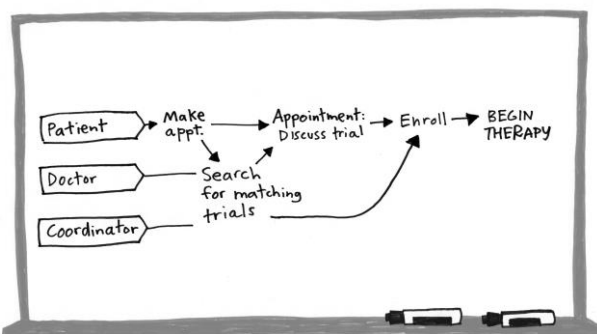 Patient
Make
appt.
Appointment:
Discuss trial
Enroll
BEGIN
THERAPY
Doctor
Search
for matching
trials
Coordinator